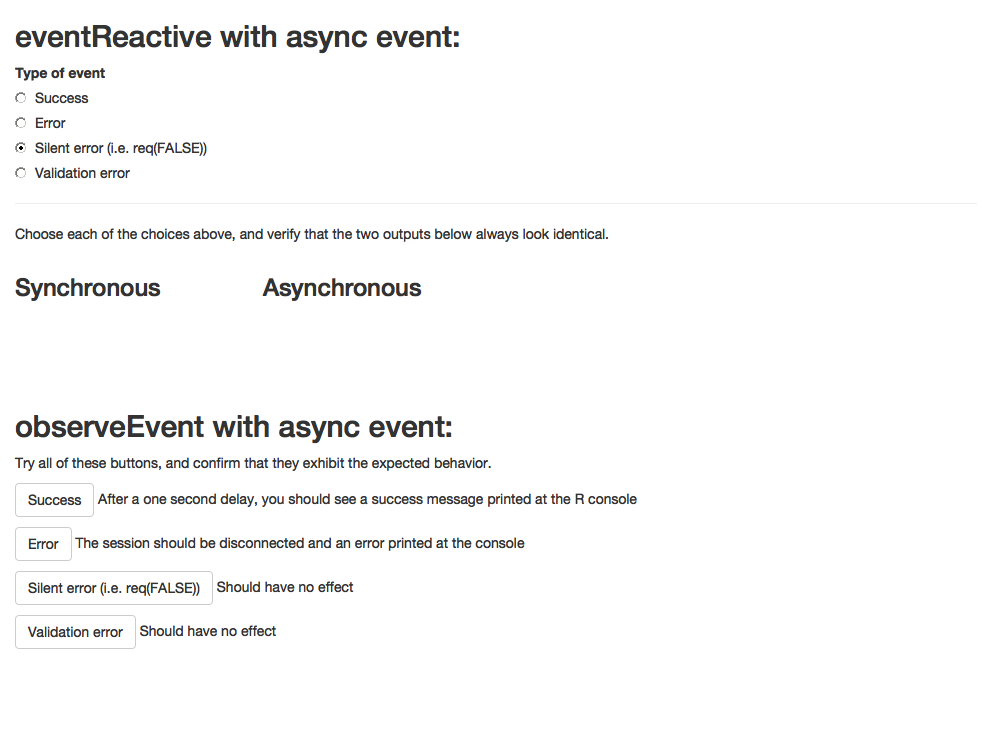 eventReactive with async event:
Type of event
Success
Error
Silent error (i.e. req(FALSE))
Validation error
Choose each of the choices above, and verify that the two outputs below always look identical.
Synchronous Asynchronous
observeEvent with async event:
Try all of these buttons, and confirm that they exhibit the expected behavior.
Success After a one second delay, you should see a success message printed at the R console
Error The session should be disconnected and an error printed at the console
Silent error (i.e. req(FALSE)) Should have no effect
Validation error Should have no effect